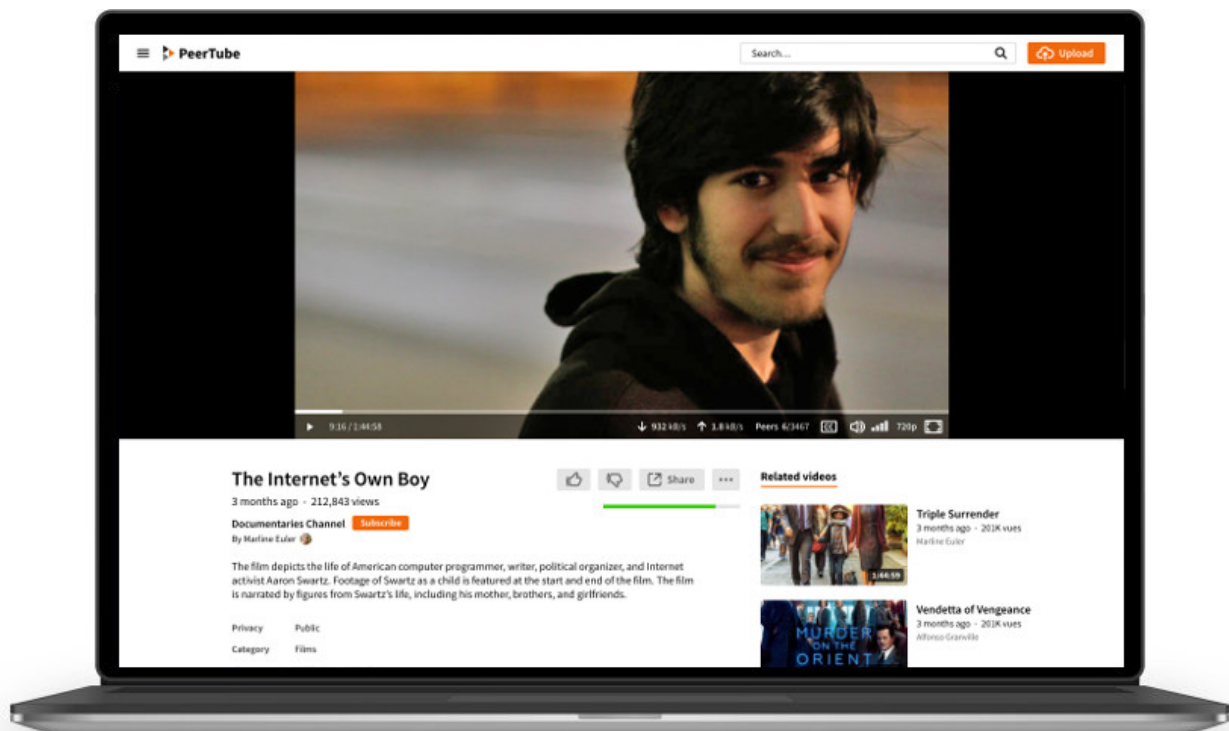 PeerTube
Search...
Upload
9:16 / 1:44:58
932 kB/s
1.8 kB/s
Peers 6/3467
CC
720p
The Internet's Own Boy
Share
3 months ago - 212,843 views
Documentaries Channel
Subscribe
By Marline Euler
The film depicts the life of American computer programmer, writer, political organizer, and Internet
activist Aaron Swartz. Footage of Swartz as a child is featured at the start and end of the film. The film
is narrated by figures from Swartz's life, including his mother, brothers, and girlfriends.
Privacy Public
Category Films
Related videos
Triple Surrender
3 months ago - 201K vues
Marline Euler
1:44:59
Vendetta of Vengeance
3 months ago - 201K vues
Alfonso Granville
MURDER
ON THE
ORIENT